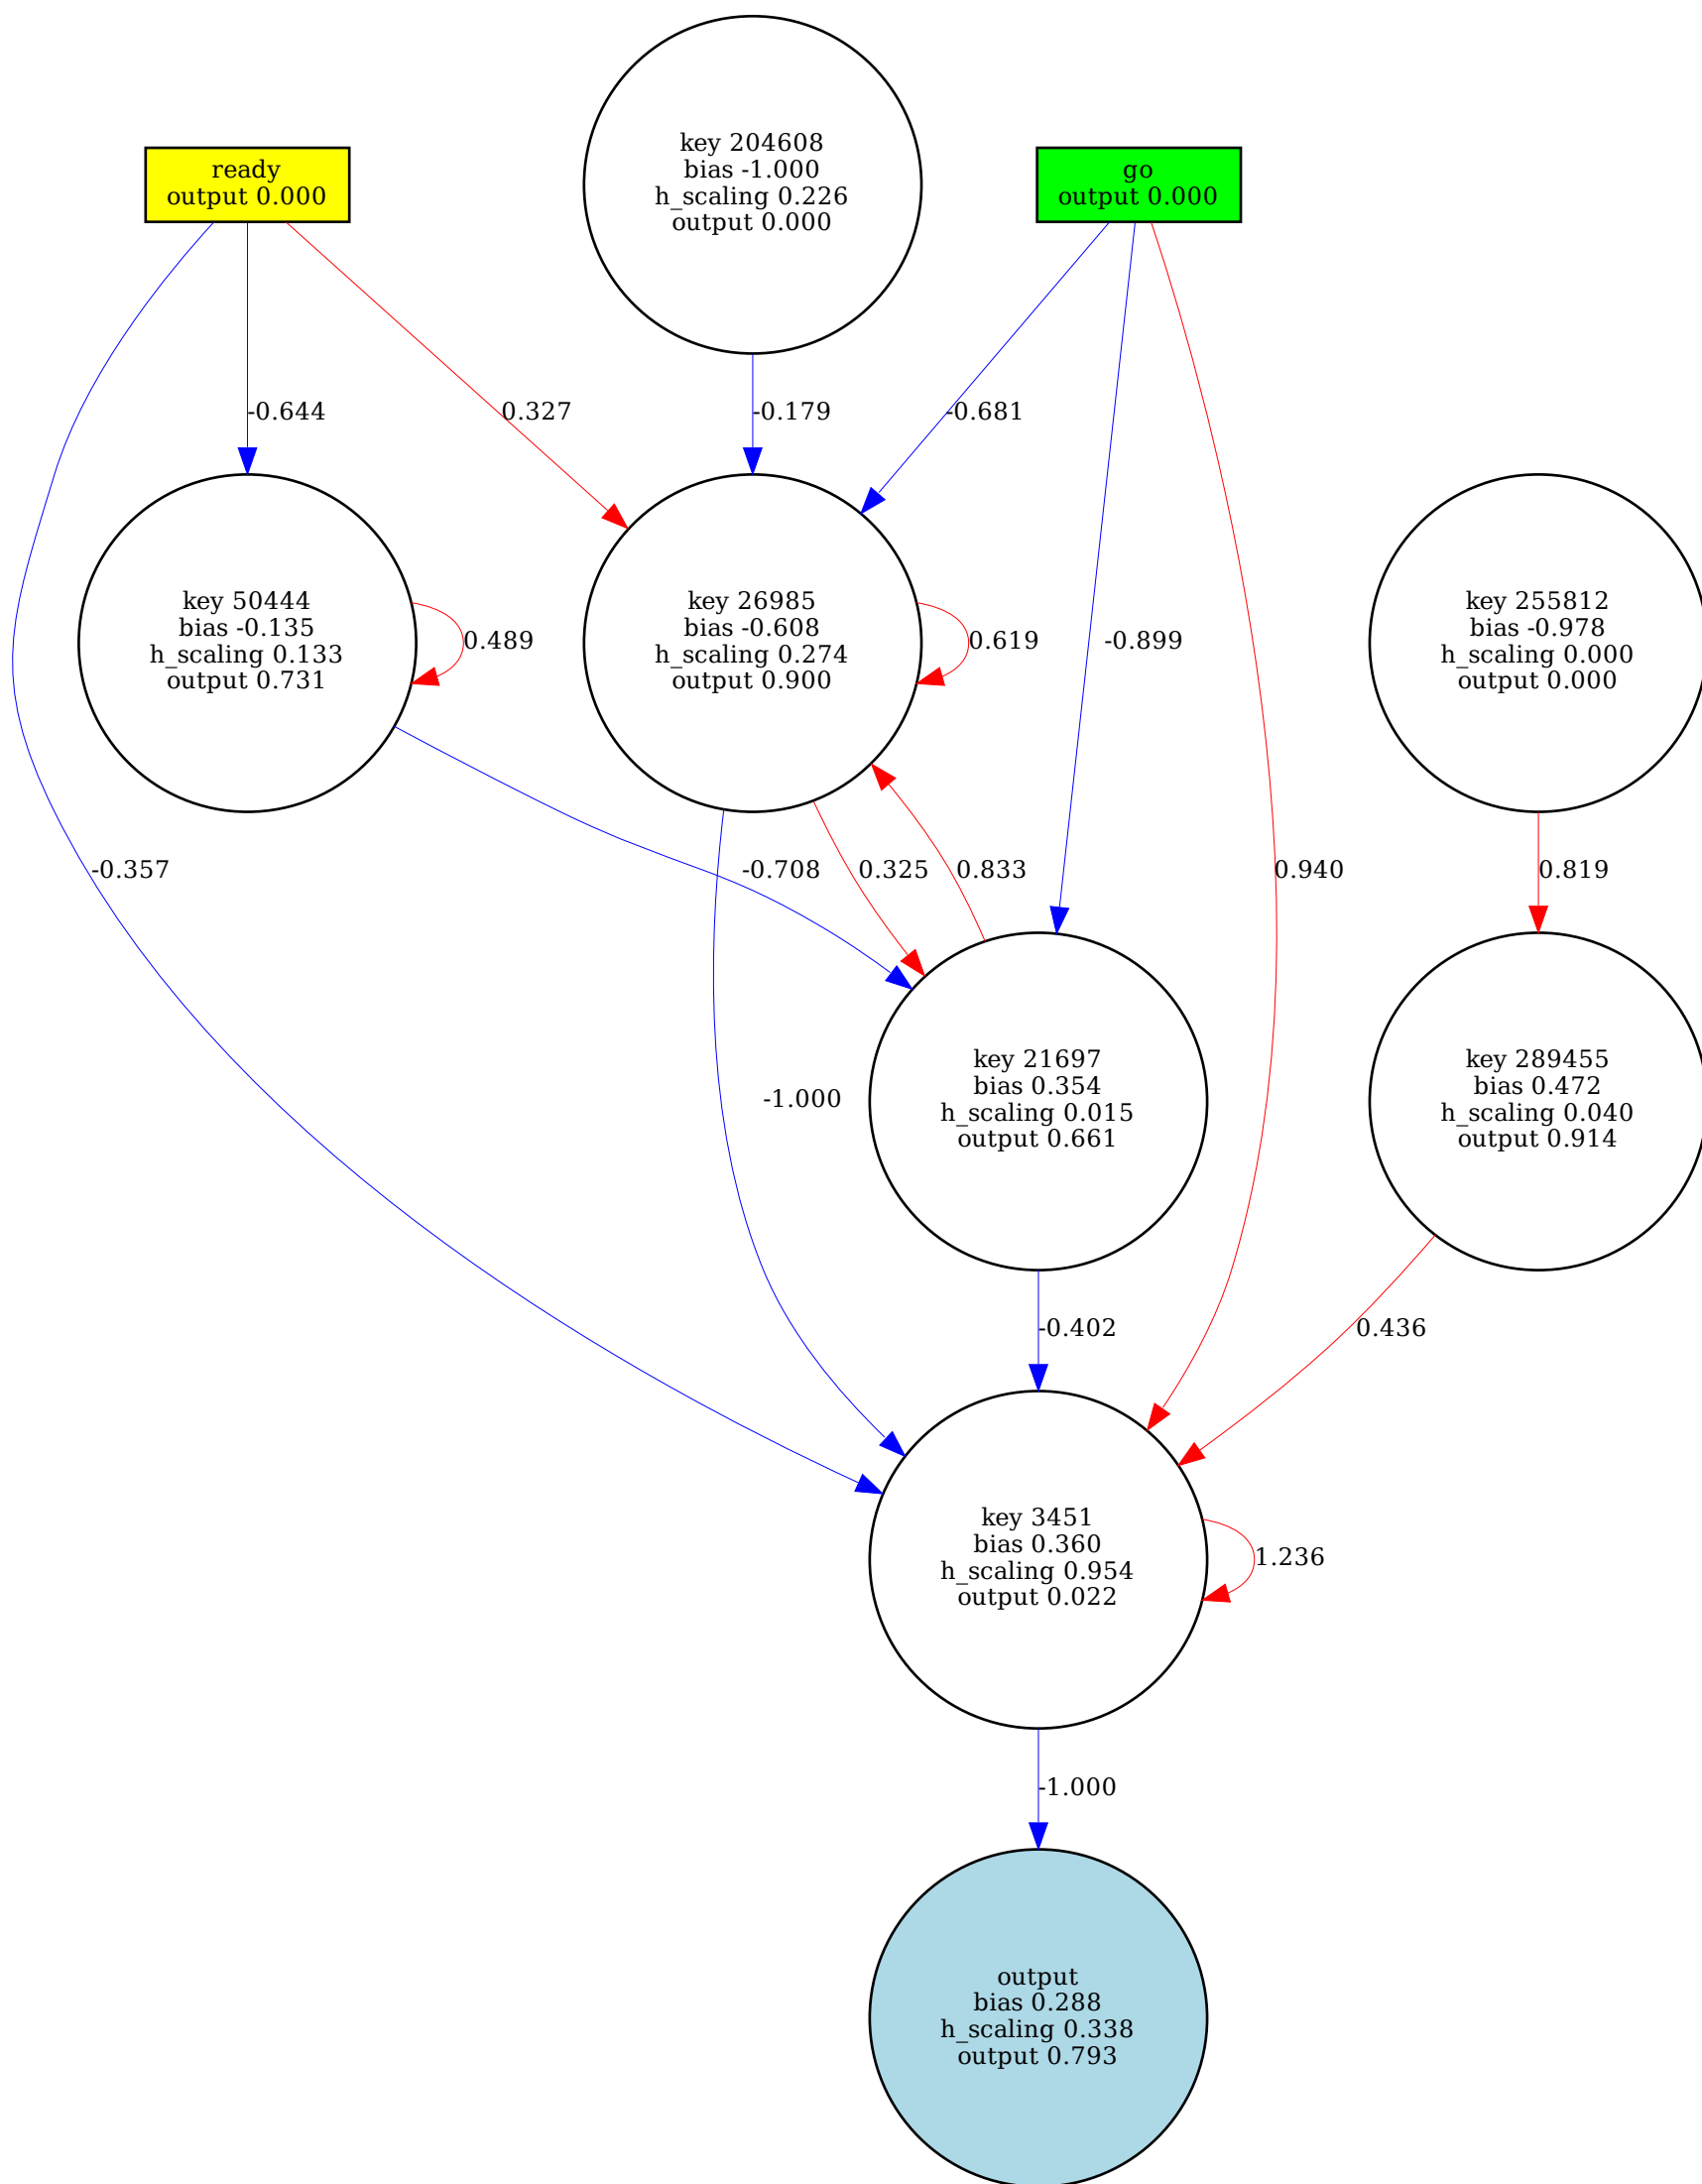 key 204608
bias -1.000
h_scaling 0.226
output 0.000
ready
output 0.000
go
output 0.000
-0.644
0.327
-0.179
-0.681
key 50444
bias -0.135
h_scaling 0.133
output 0.731
0.489
key 26985
bias -0.608
h_scaling 0.274
output 0.900
0.619
-0.899
key 255812
bias -0.978
h_scaling 0.000
output 0.000
-0.357
-0.708
0.325
0.833
0.940
0.819
-1.000
key 21697
bias 0.354
h_scaling 0.015
output 0.661
key 289455
bias 0.472
h_scaling 0.040
output 0.914
-0.402
0.436
key 3451
bias 0.360
h_scaling 0.954
output 0.022
1.236
-1.000
output
bias 0.288
h_scaling 0.338
output 0.793